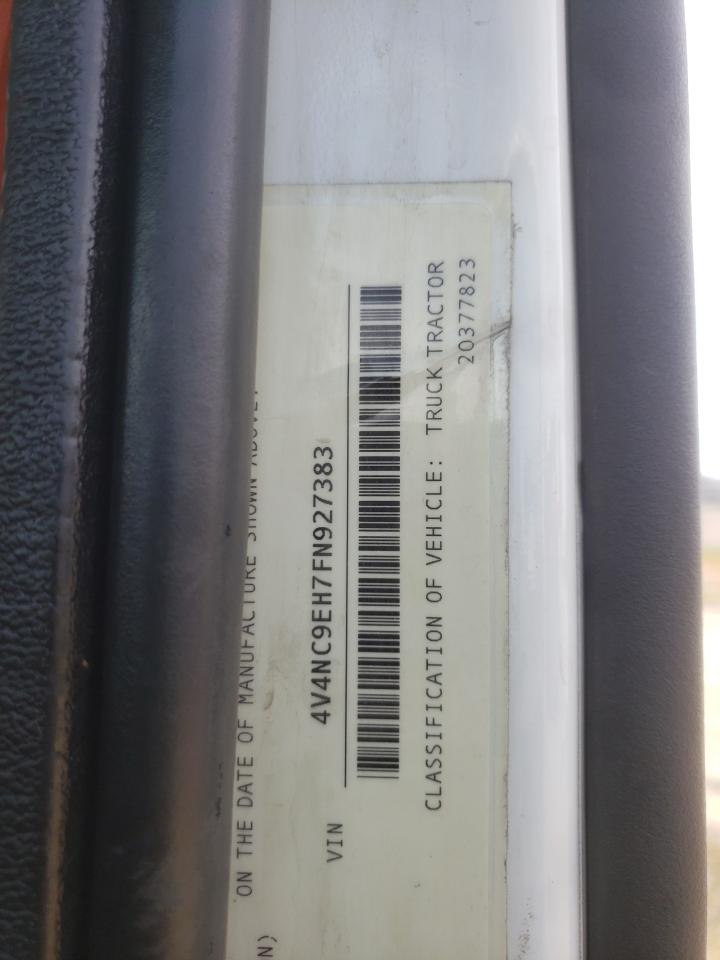 N)
ON THE DATE OF MANUFACTURE SHOWN ABOVE.
VIN 4V4NC9EH7FN927383
CLASSIFICATION OF VEHICLE: TRUCK TRACTOR
20377823